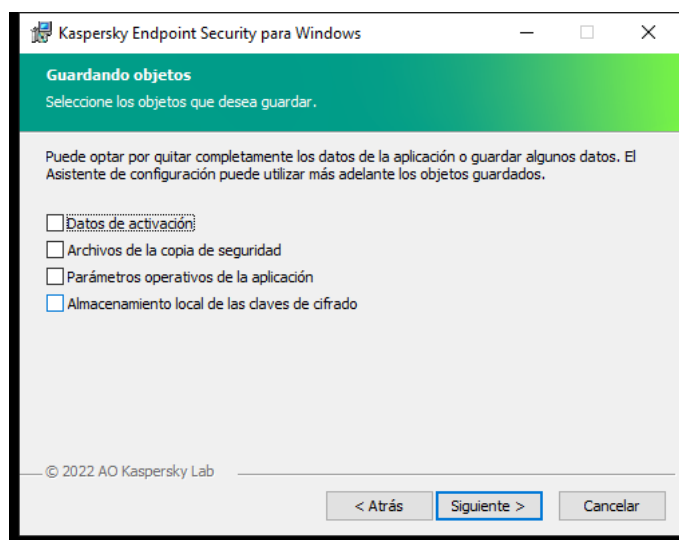 Kaspersky Endpoint Security para Windows
Guardando objetos
Seleccione los objetos que desea guardar.
Puede optar por quitar completamente los datos de la aplicación o guardar algunos datos. El
Asistente de configuración puede utilizar más adelante los objetos guardados.
Datos de activación
Archivos de la copia de seguridad
Parámetros operativos de la aplicación
Almacenamiento local de las claves de cifrado
© 2022 AO Kaspersky Lab
< Atrás Siguiente > Cancelar